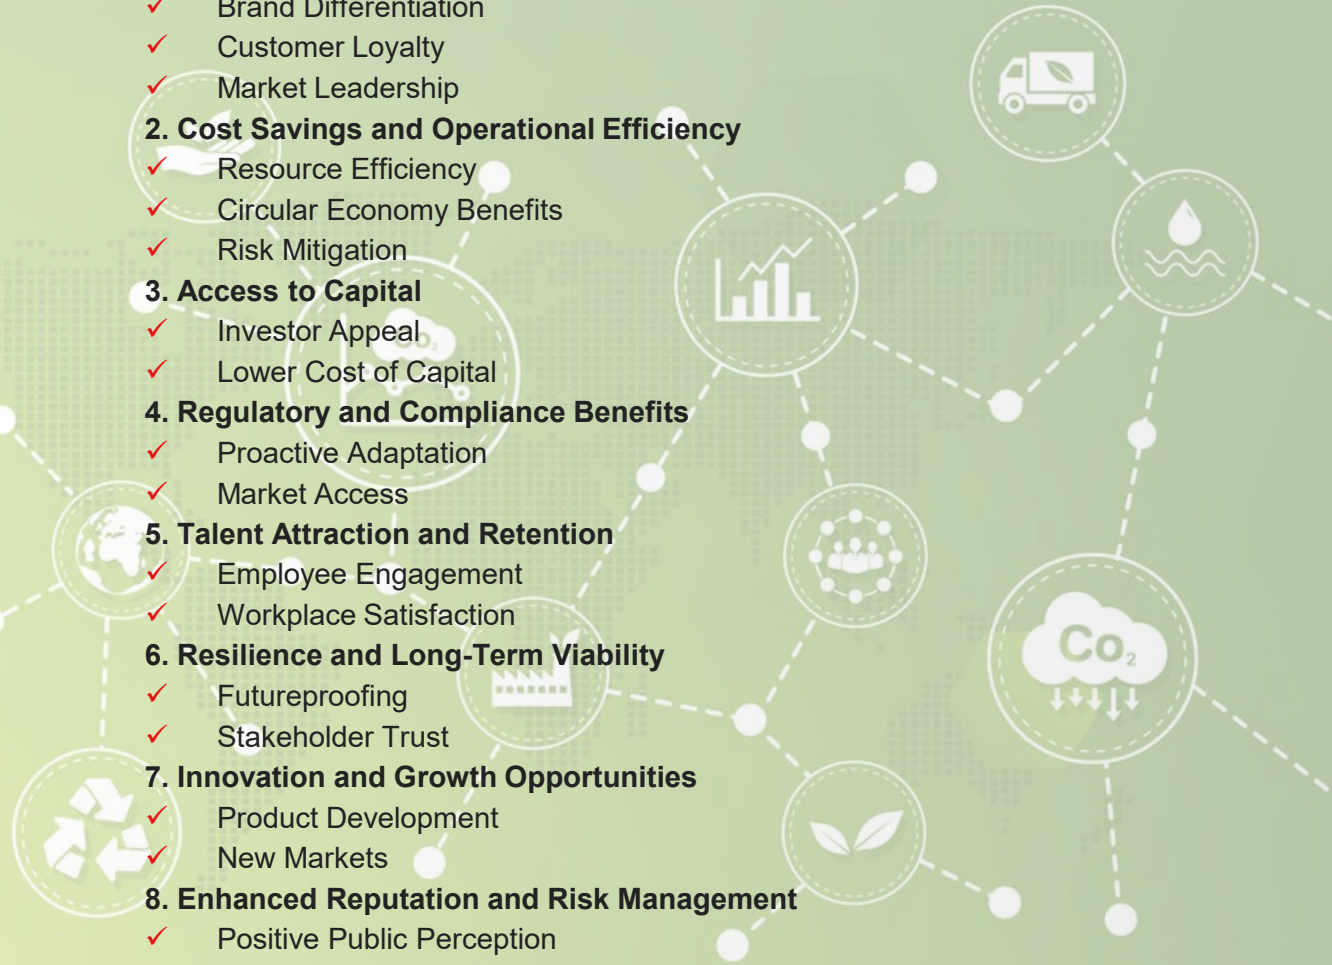 Brand Differentiation
Customer Loyalty
Market Leadership
2. Cost Savings and Operational Efficiency
Resource Efficiency
Circular Economy Benefits
Risk Mitigation
3. Access to Capital
Investor Appeal
Lower Cost of Capital
4. Regulatory and Compliance Benefits
Proactive Adaptation
Market Access
5. Talent Attraction and Retention
Employee Engagement
Workplace Satisfaction
6. Resilience and Long-Term Viability
Futureproofing
Stakeholder Trust
7. Innovation and Growth Opportunities
Product Development
New Markets
8. Enhanced Reputation and Risk Management
Positive Public Perception
Co₂